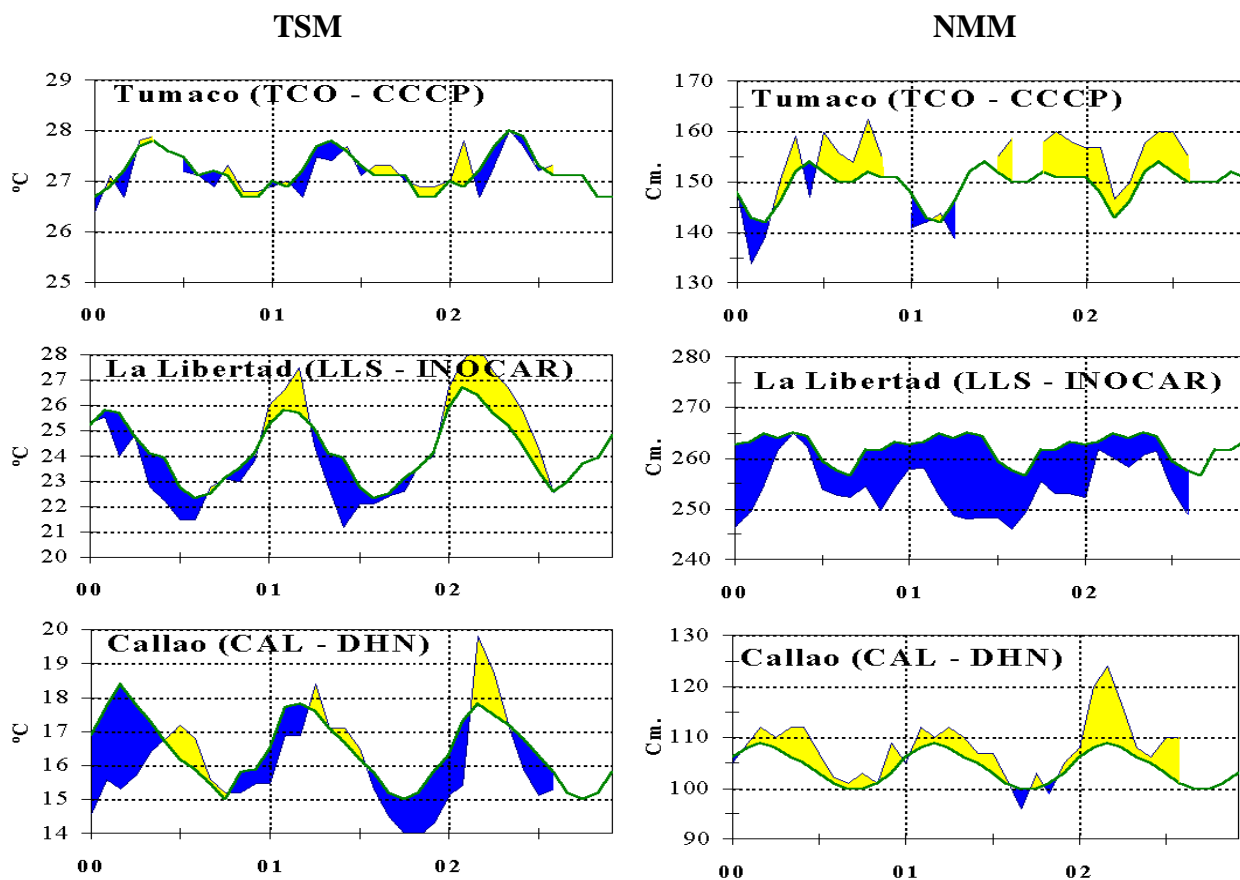 TSM
NMM
29
Tumaco (TCO - CCCP)
28
ºC
27
26
25
00 01 02
170
Tumaco (TCO - CCCP)
160
Cm.
150
140
130
00 01 02
28
La Libertad (LLS - INOCAR)
27
26
25
ºC
24
23
22
21
20
00 01 02
280
La Libertad (LLS - INOCAR)
270
Cm.
260
250
240
00 01 02
20
Callao (CAL - DHN)
19
18
ºC
17
16
15
14
00 01 02
130
Callao (CAL - DHN)
120
Cm.
110
100
90
00 01 02